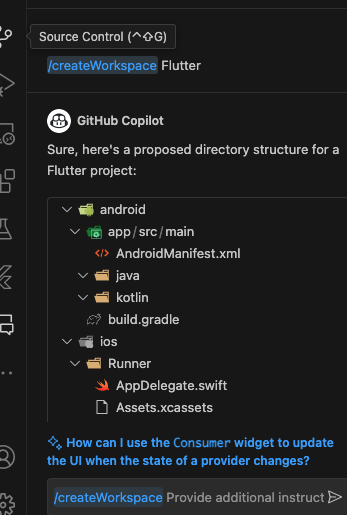 Source Control (^⇧G)
/createWorkspace Flutter
GitHub Copilot
Sure, here's a proposed directory structure for a
Flutter project:
android
app/src/main
AndroidManifest.xml
java
kotlin
build.gradle
ios
Runner
AppDelegate.swift
Assets.xcassets
How can I use the Consumer widget to update
the UI when the state of a provider changes?
/createWorkspace Provide additional instruct